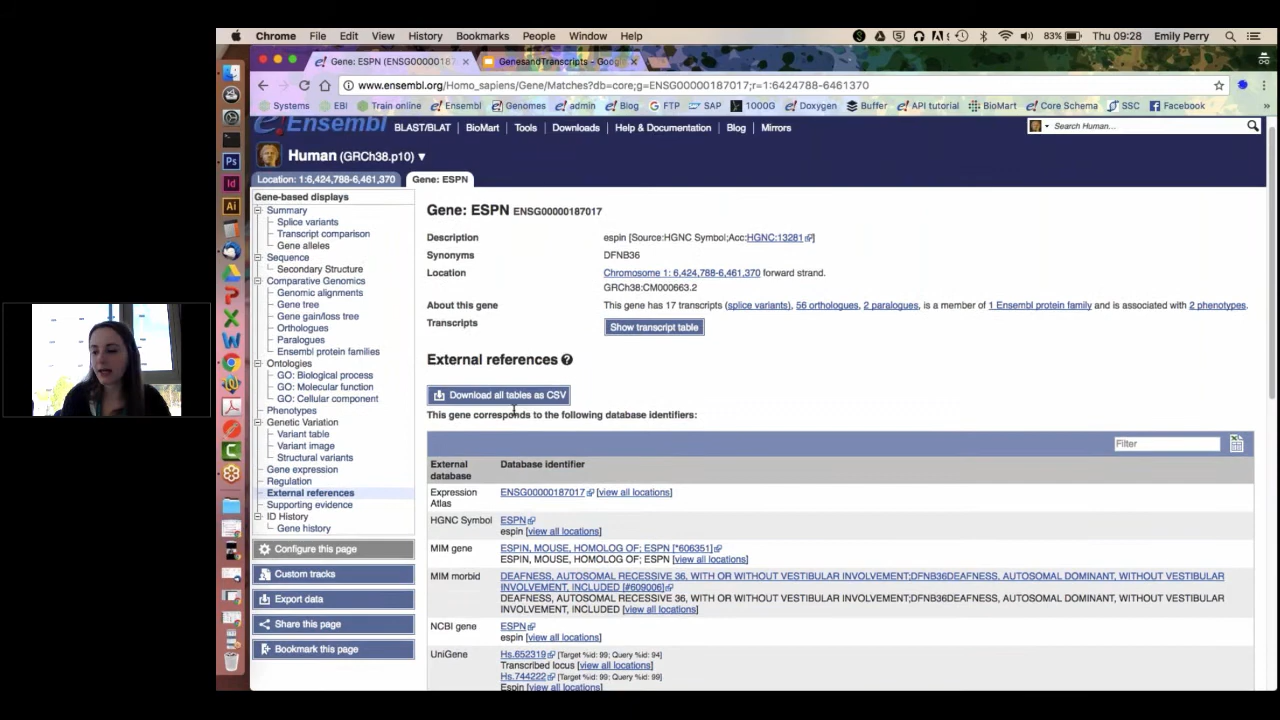 Chrome File Edit View History Bookmarks People Window Help 83% Thu 09:28 Emily Perry
Gene: ESPN (ENSG00000187 GenesandTranscripts - Goog
www.ensembl.org/Homo_sapiens/Gene/Matches?db=core;g=ENSG00000187017;r=1:6424788-6461370
Systems EBI Train online Ensembl Genomes admin Blog FTP SAP 1000G Doxygen Buffer API tutorial BioMart Core Schema SSC Facebook »
e!Ensembl BLAST/BLAT BioMart Tools Downloads Help & Documentation Blog Mirrors Search Human...
Human (GRCh38.p10) ▼
Location: 1:6,424,788-6,461,370 Gene: ESPN
Gene-based displays
Summary
Splice variants
Transcript comparison
Gene alleles
Sequence
Secondary Structure
Comparative Genomics
Genomic alignments
Gene tree
Gene gain/loss tree
Orthologues
Paralogues
Ensembl protein families
Ontologies
GO: Biological process
GO: Molecular function
GO: Cellular component
Phenotypes
Genetic Variation
Variant table
Variant image
Structural variants
Gene expression
Regulation
External references
Supporting evidence
ID History
Gene history
Configure this page
Custom tracks
Export data
Share this page
Bookmark this page
Gene: ESPN ENSG00000187017
Description espin [Source:HGNC Symbol;Acc:HGNC:13281]
Synonyms DFNB36
Location Chromosome 1: 6,424,788-6,461,370 forward strand.
GRCh38:CM000663.2
About this gene This gene has 17 transcripts (splice variants), 56 orthologues, 2 paralogues, is a member of 1 Ensembl protein family and is associated with 2 phenotypes.
Transcripts Show transcript table
External references ?
Download all tables as CSV
This gene corresponds to the following database identifiers:
Filter
External database Database identifier
Expression Atlas ENSG00000187017 [view all locations]
HGNC Symbol ESPN
espin [view all locations]
MIM gene ESPIN, MOUSE, HOMOLOG OF; ESPN [*606351]
ESPIN, MOUSE, HOMOLOG OF; ESPN [view all locations]
MIM morbid DEAFNESS, AUTOSOMAL RECESSIVE 36, WITH OR WITHOUT VESTIBULAR INVOLVEMENT;DFNB36DEAFNESS, AUTOSOMAL DOMINANT, WITHOUT VESTIBULAR
INVOLVEMENT, INCLUDED [#609006]
DEAFNESS, AUTOSOMAL RECESSIVE 36, WITH OR WITHOUT VESTIBULAR INVOLVEMENT;DFNB36DEAFNESS, AUTOSOMAL DOMINANT, WITHOUT VESTIBULAR
INVOLVEMENT, INCLUDED [view all locations]
NCBI gene ESPN
espin [view all locations]
UniGene Hs.652319 [Target %id: 99; Query %id: 94]
Transcribed locus [view all locations]
Hs.744222 [Target %id: 99; Query %id: 99]
Espin [view all locations]